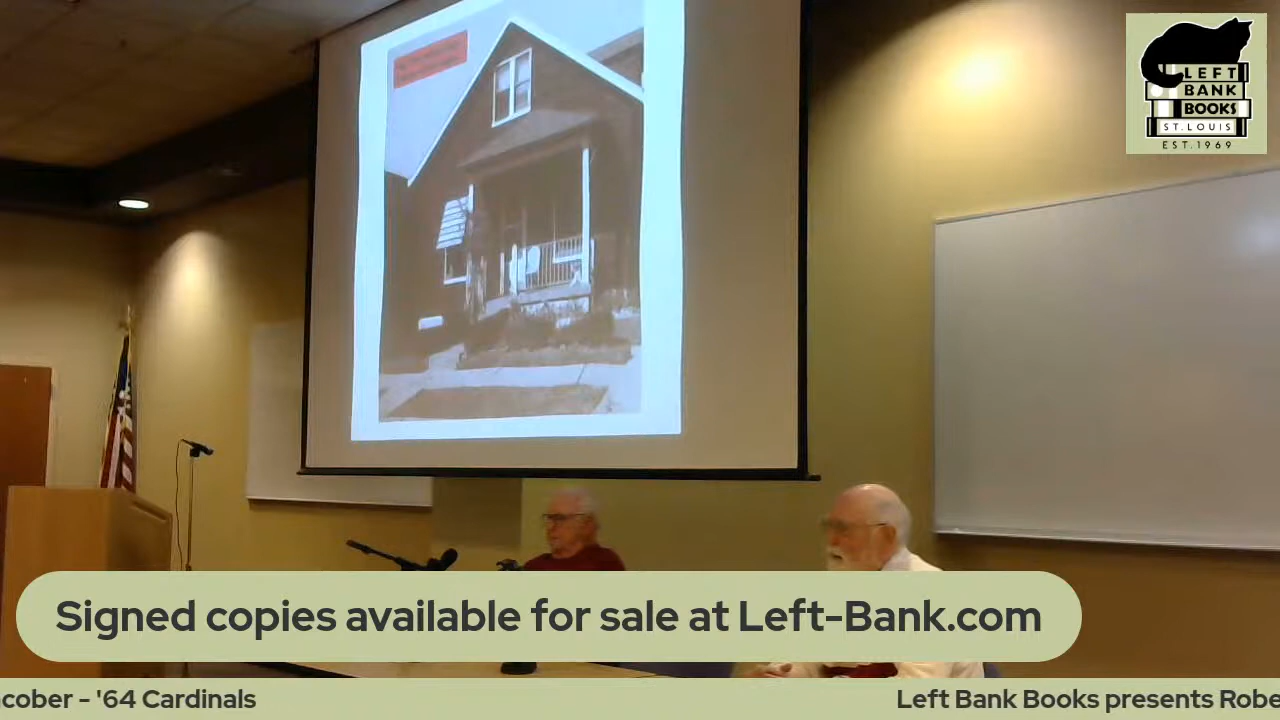 LEFT
BANK
BOOKS
ST. LOUIS
EST. 1969
Signed copies available for sale at Left-Bank.com
cober - '64 Cardinals
Left Bank Books presents Robe